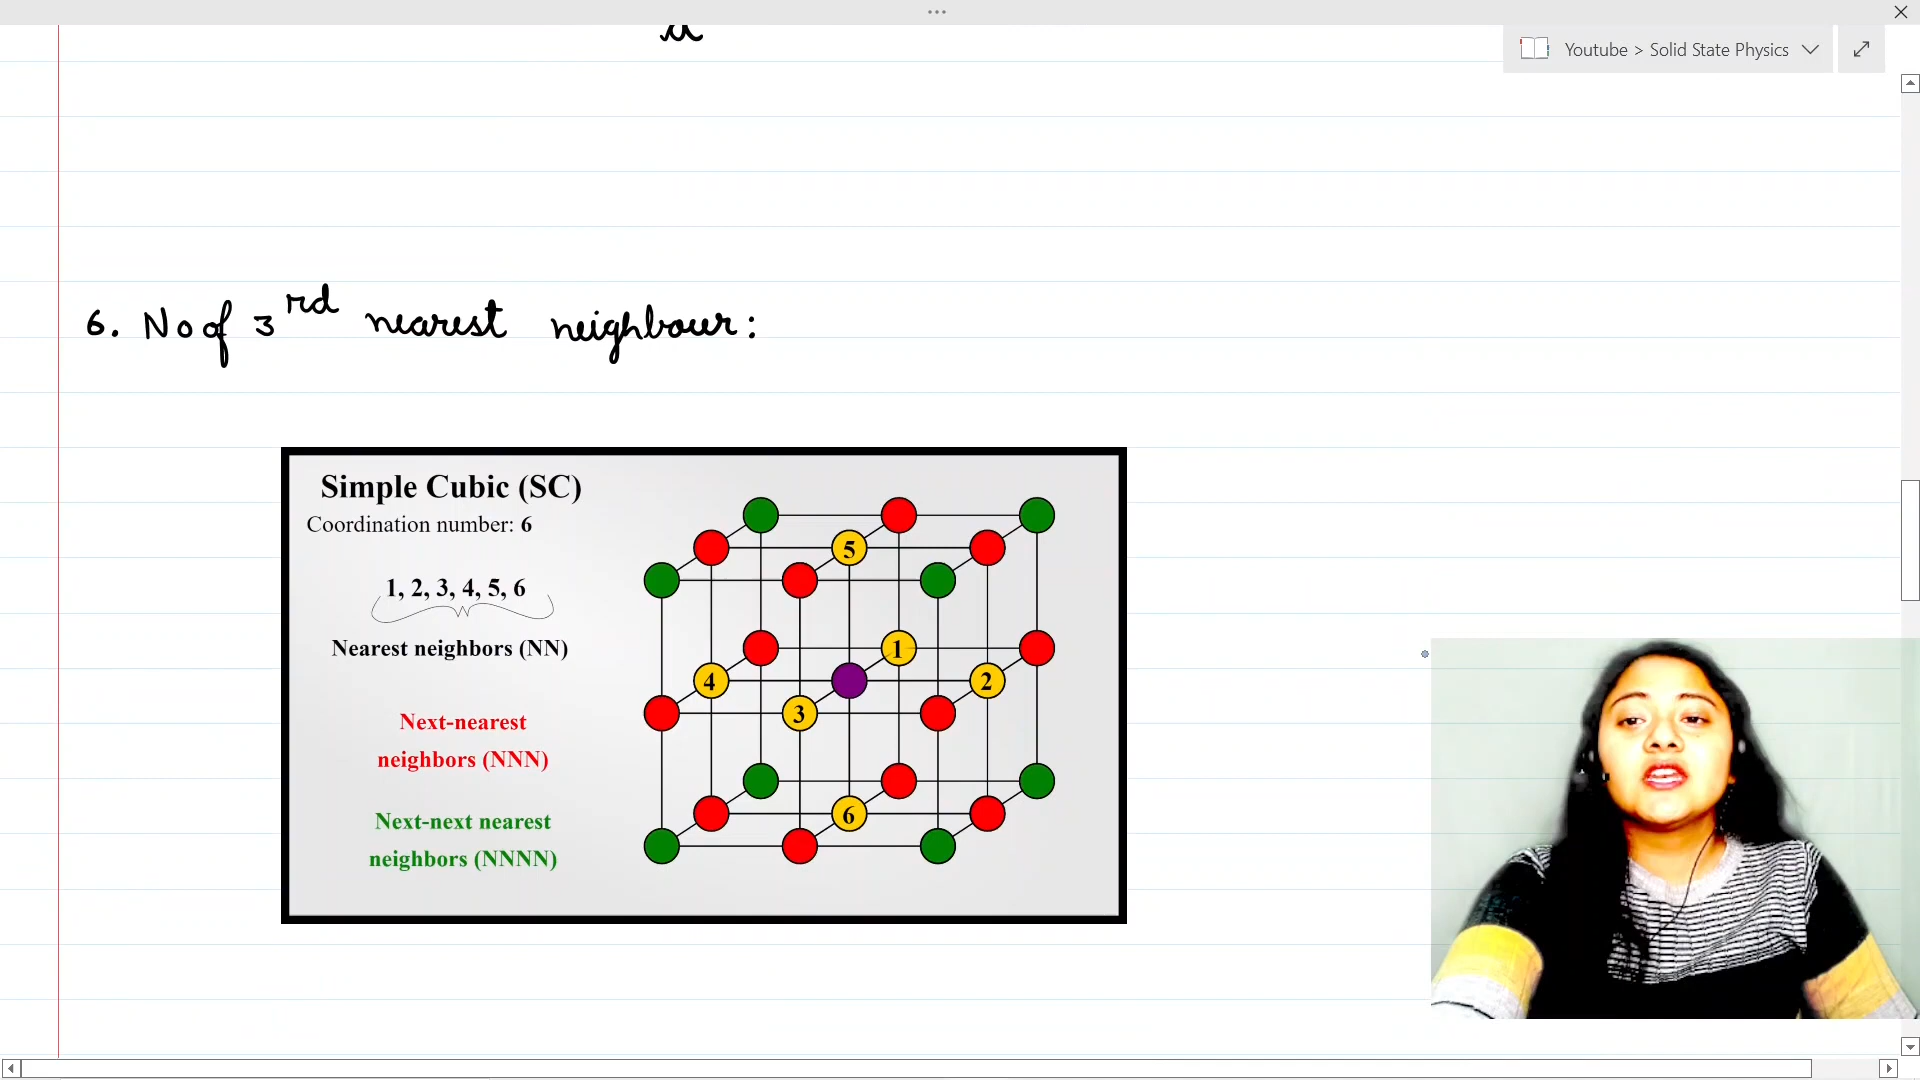 Youtube > Solid State Physics
6. No of 3rd nearest neighbour:
Simple Cubic (SC)
Coordination number: 6
1, 2, 3, 4, 5, 6
Nearest neighbors (NN)
Next-nearest
neighbors (NNN)
Next-next nearest
neighbors (NNNN)
5
1
4
2
3
6